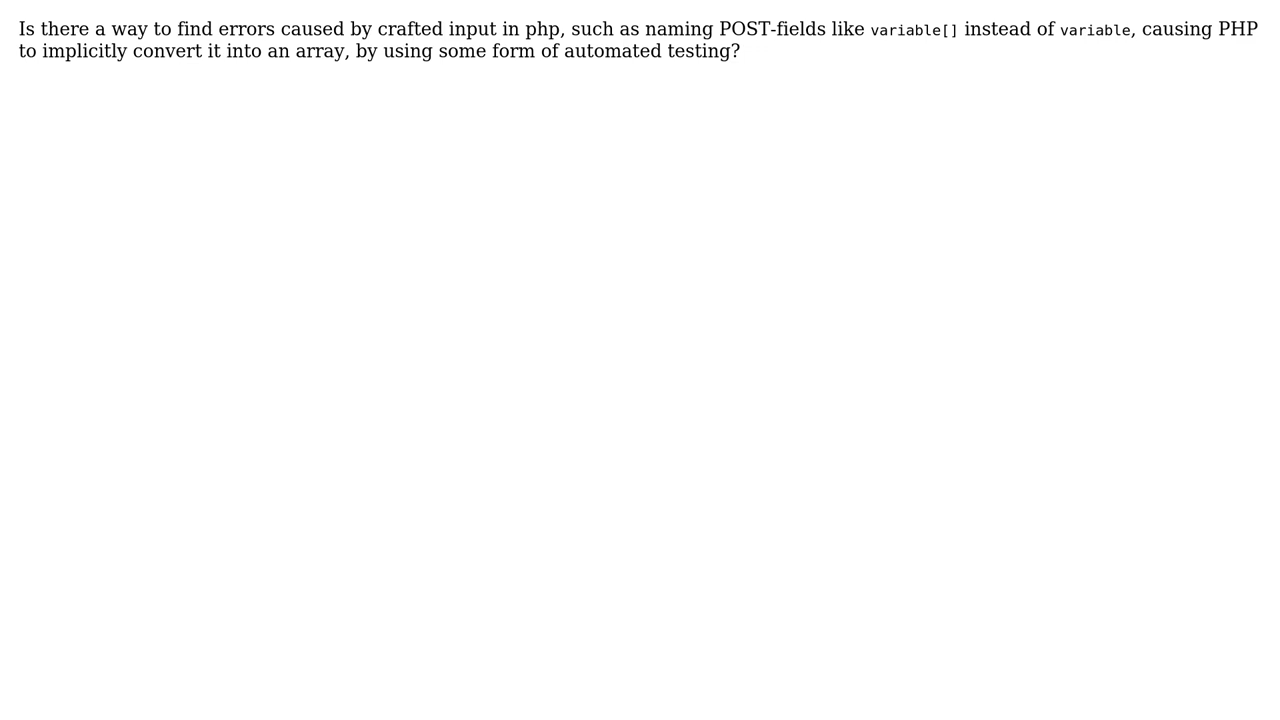 Is there a way to find errors caused by crafted input in php, such as naming POST-fields like variable[] instead of variable, causing PHP
to implicitly convert it into an array, by using some form of automated testing?